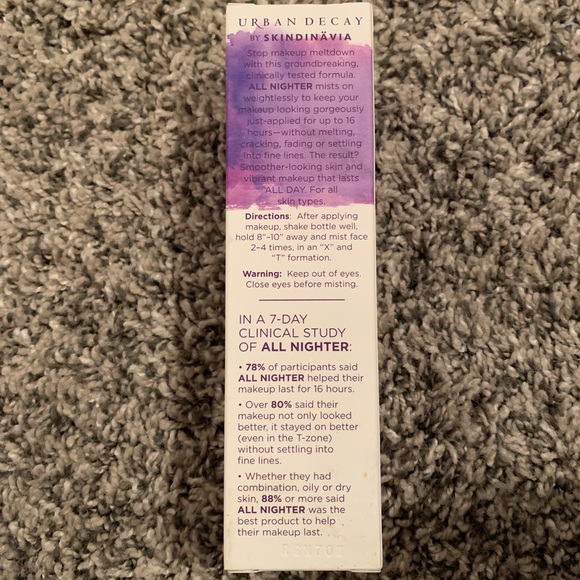 URBAN DECAY
BY SKINDINÄVIA
Stop makeup meltdown
with this groundbreaking,
clinically tested formula.
ALL NIGHTER mists on
weightlessly to keep your
makeup looking gorgeously
just-applied for up to 16
hours—without melting,
cracking, fading or settling
into fine lines. The result?
Smoother-looking skin and
vibrant makeup that lasts
ALL DAY. For all
skin types.
Directions: After applying
makeup, shake bottle well,
hold 8"-10" away and mist face
2-4 times, in an "X" and
"T" formation.
Warning: Keep out of eyes.
Close eyes before misting.
IN A 7-DAY
CLINICAL STUDY
OF ALL NIGHTER:
• 78% of participants said
ALL NIGHTER helped their
makeup last for 16 hours.
• Over 80% said their
makeup not only looked
better, it stayed on better
(even in the T-zone)
without settling into
fine lines.
• Whether they had
combination, oily or dry
skin, 88% or more said
ALL NIGHTER was the
best product to help
their makeup last.